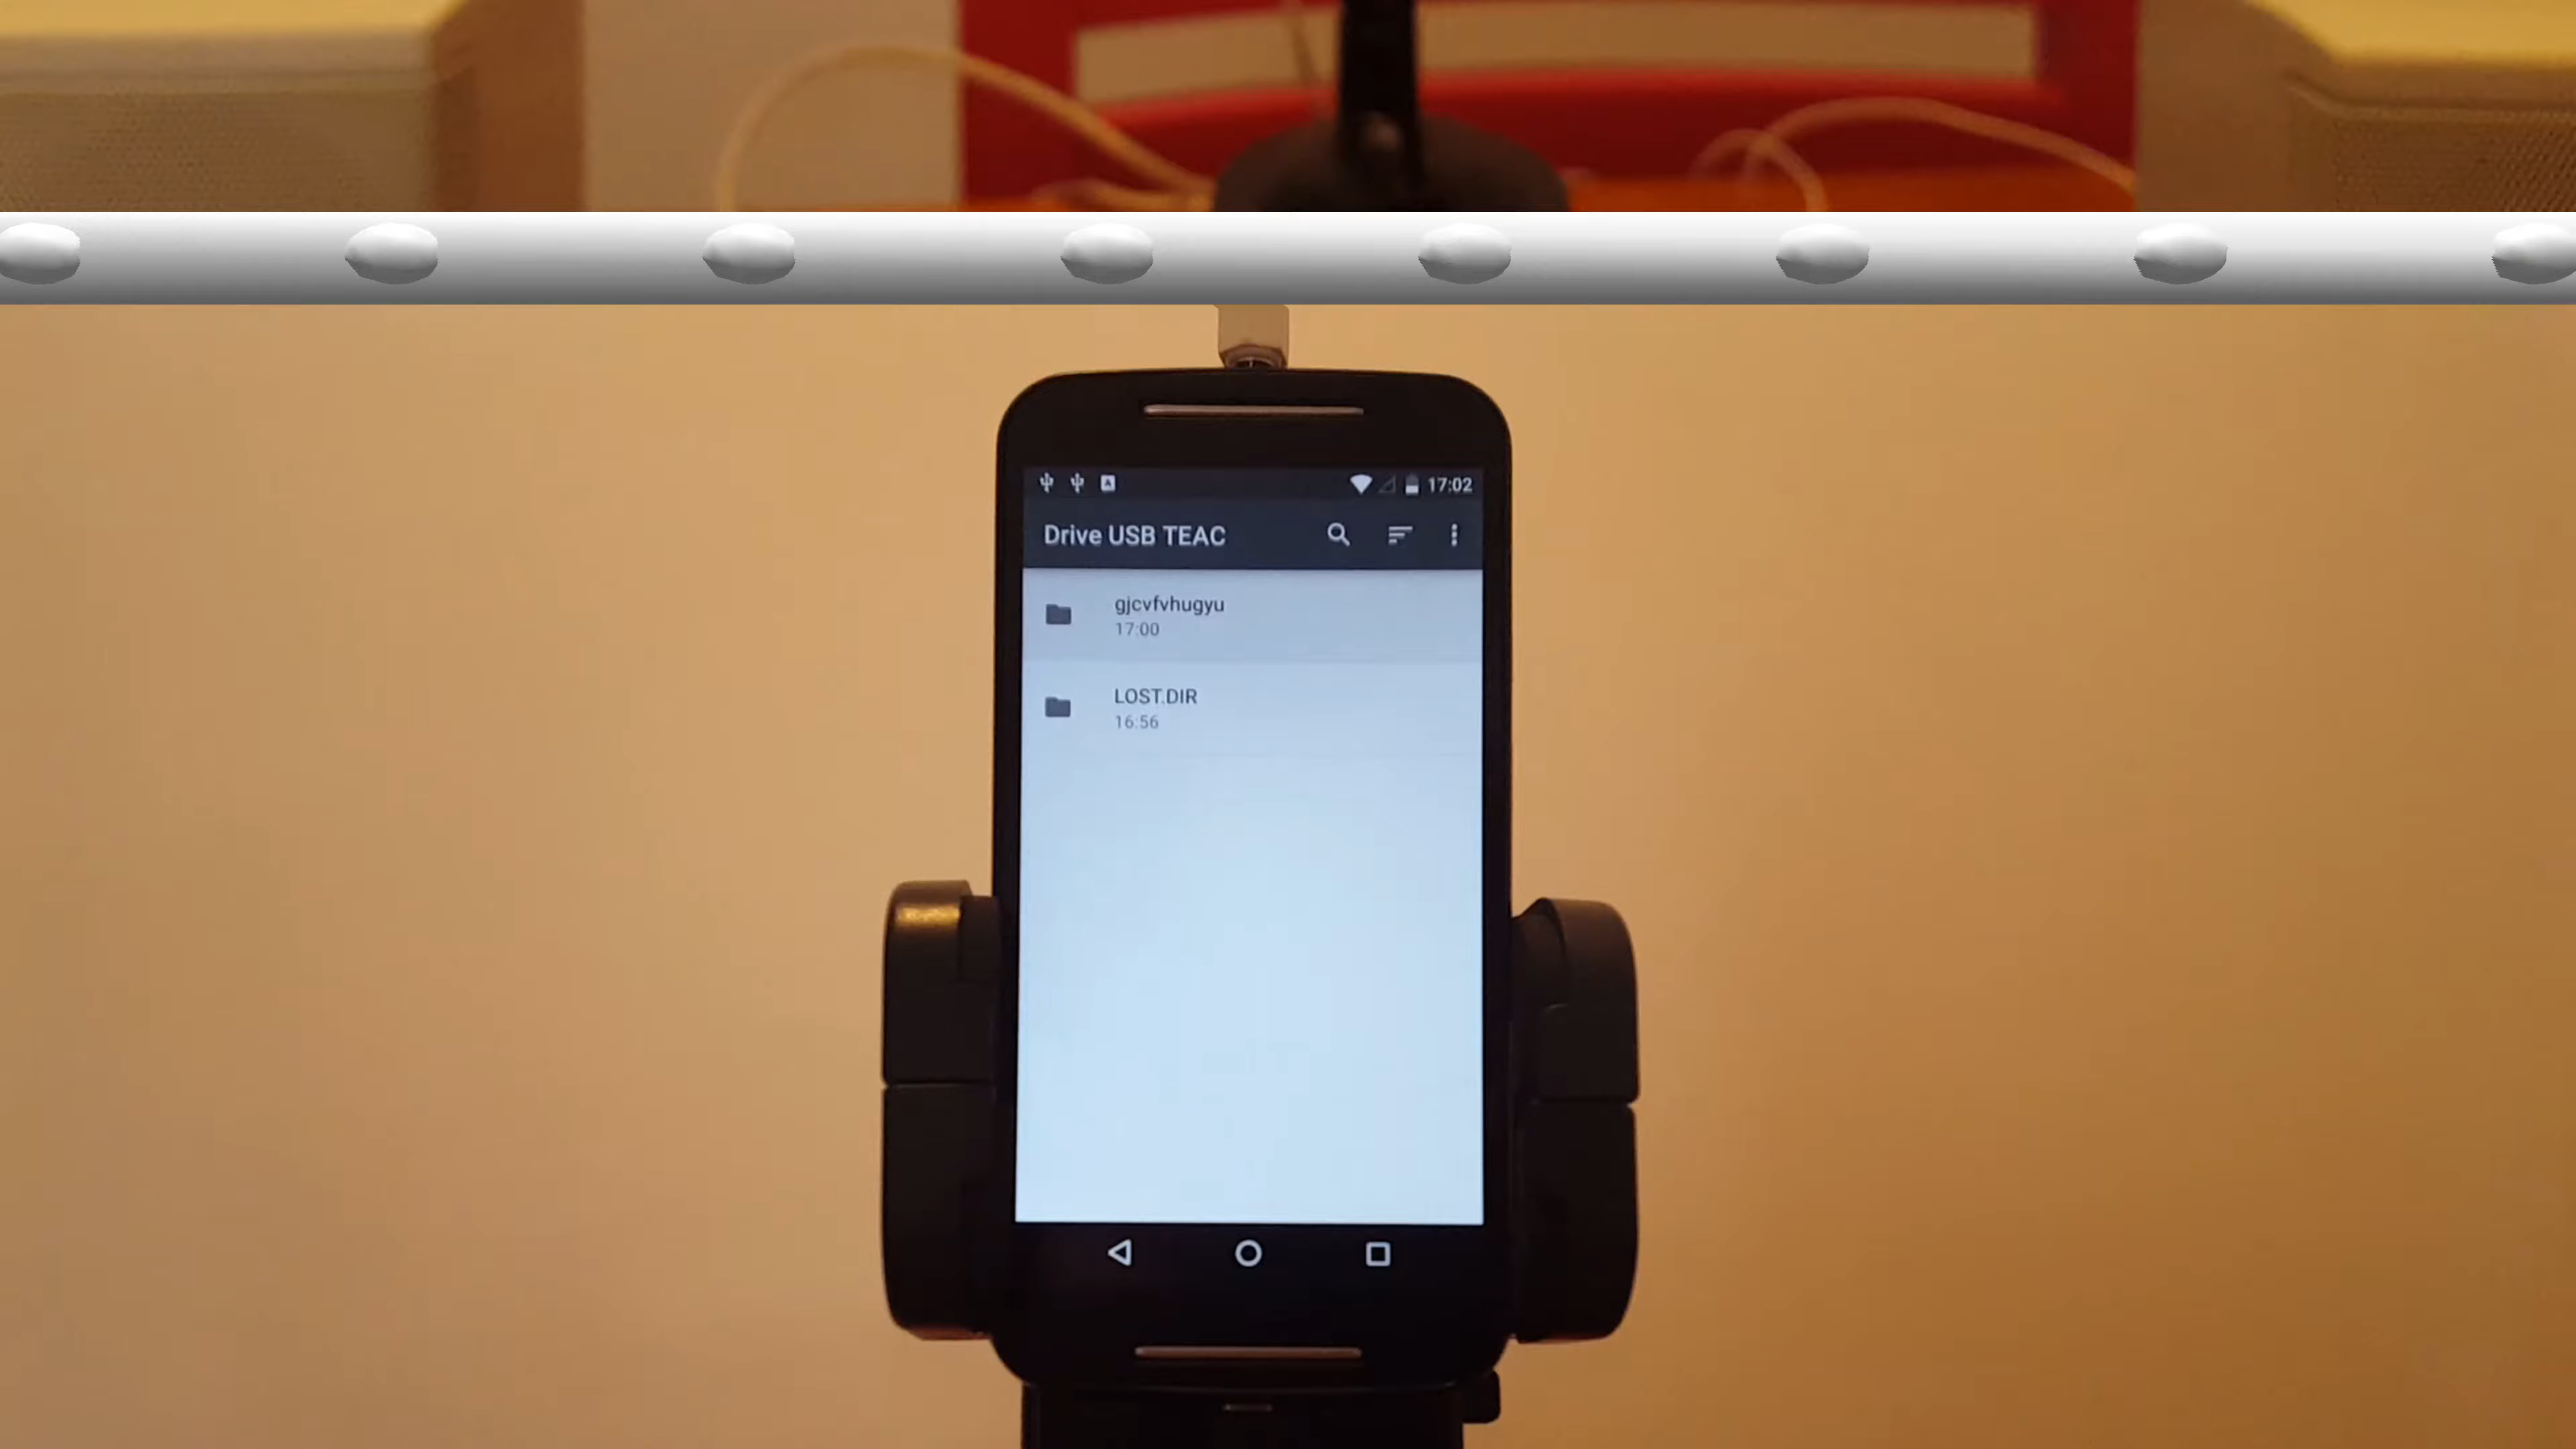 17:02
Drive USB TEAC
gjcvfvhugyu
17:00
LOST.DIR
16:56